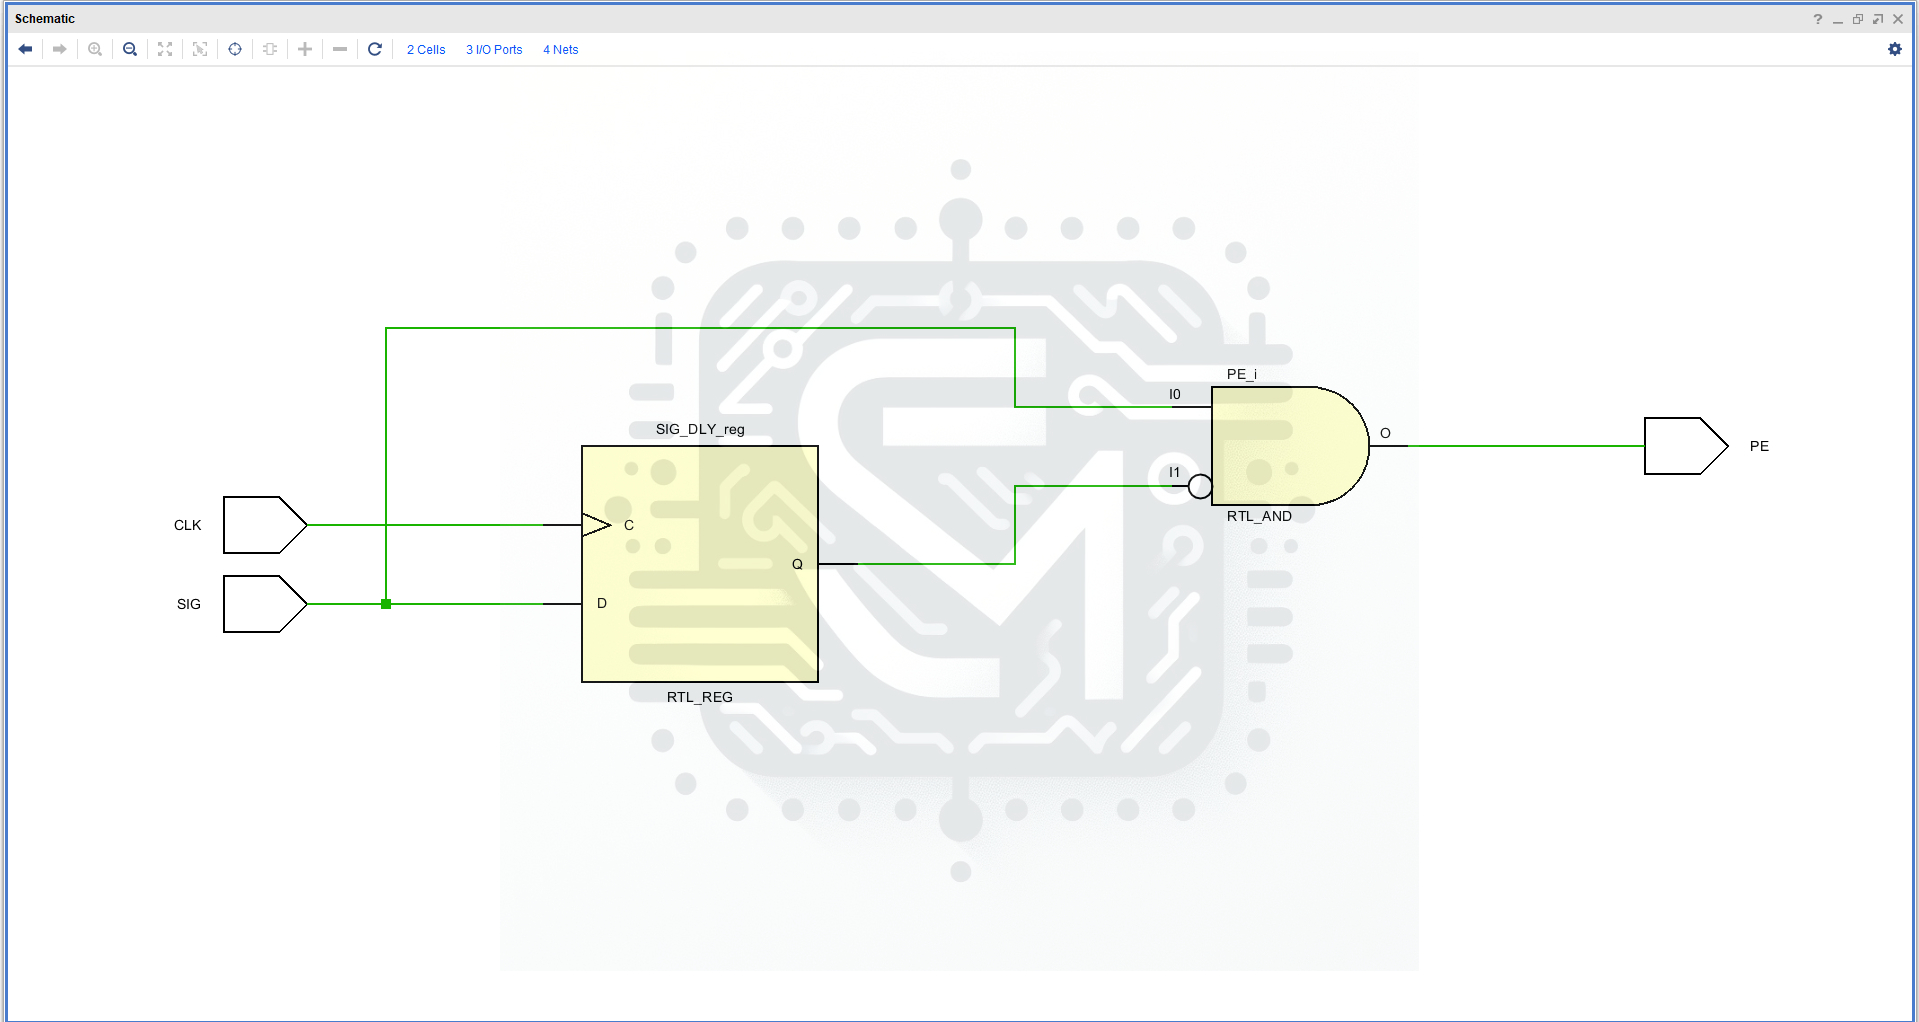 Schematic
?
2 Cells 3 I/O Ports 4 Nets
PE_i
I0
SIG_DLY_reg
O
PE
I1
RTL_AND
CLK
C
Q
SIG
D
RTL_REG